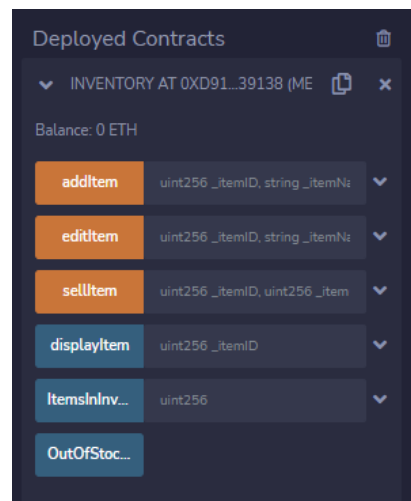 Deployed Contracts
INVENTORY AT 0XD91...39138 (ME
Balance: 0 ETH
addItem uint256 _itemID, string _itemNa
editItem uint256 _itemID, string _itemNa
sellItem uint256 _itemID, uint256 _item
displayItem uint256 _itemID
ItemsInInv... uint256
OutOfStoc...